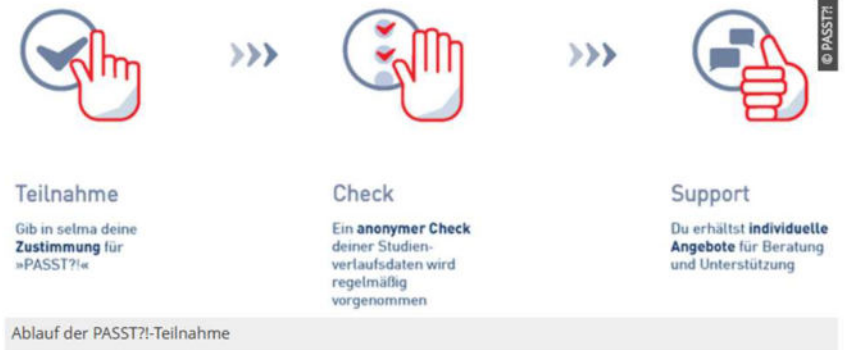 © PASST?!
Teilnahme
Gib in selma deine
Zustimmung für
»PASST?!«
Check
Ein anonymer Check
deiner Studien-
verlaufsdaten wird
regelmäßig
vorgenommen
Support
Du erhältst individuelle
Angebote für Beratung
und Unterstützung
Ablauf der PASST?!-Teilnahme